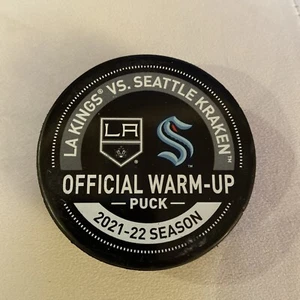 LA KINGS® VS. SEATTLE KRAKEN™
LA
OFFICIAL WARM-UP
PUCK
2021-22 SEASON